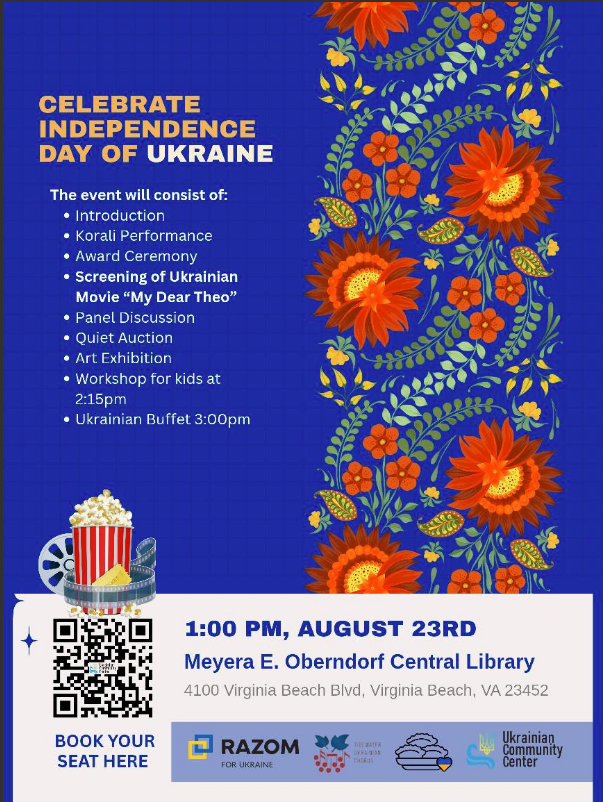 CELEBRATE
INDEPENDENCE
DAY OF UKRAINE
The event will consist of:
• Introduction
• Korali Performance
• Award Ceremony
• Screening of Ukrainian
Movie “My Dear Theo”
• Panel Discussion
• Quiet Auction
• Art Exhibition
• Workshop for kids at
2:15pm
• Ukrainian Buffet 3:00pm
1:00 PM, AUGUST 23RD
Meyera E. Oberndorf Central Library
4100 Virginia Beach Blvd, Virginia Beach, VA 23452
BOOK YOUR
SEAT HERE
RAZOM
FOR UKRAINE
UKRAINIAN
CHORUS
Ukrainian
Community
Center